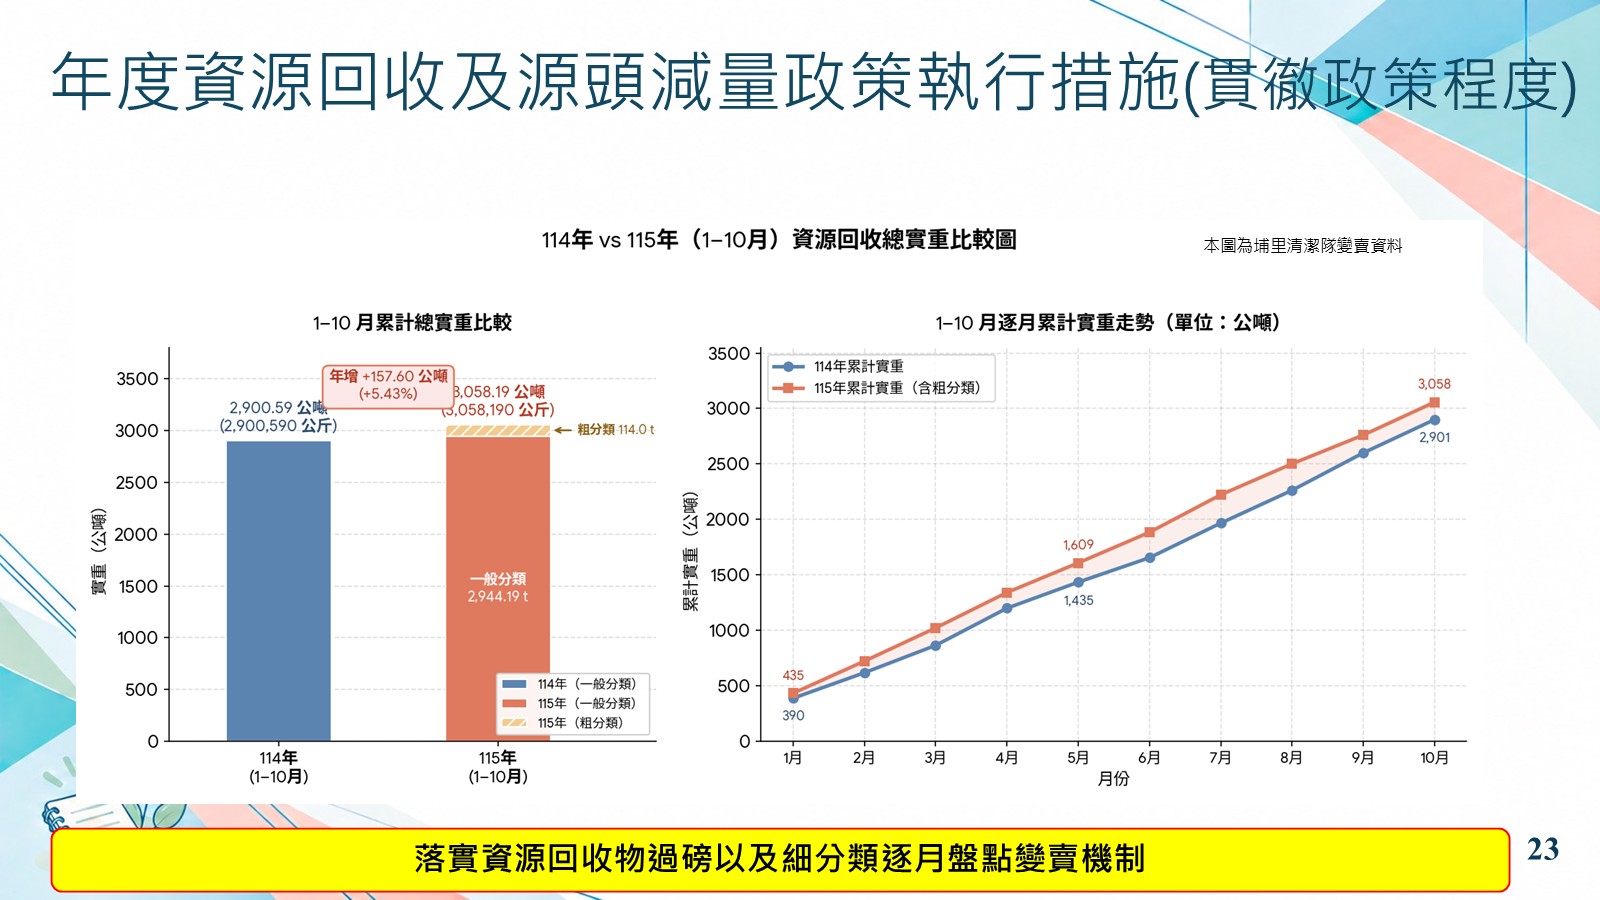 年度資源回收及源頭減量政策執行措施(貫徹政策程度)
114年 vs 115年（1–10月）資源回收總實重比較圖
本圖為埔里清潔隊變賣資料
1–10 月累計總實重比較
實重（公噸）
3500
3000
2500
2000
1500
1000
500
0
年增 +157.60 公噸
(+5.43%)
2,900.59 公噸
(2,900,590 公斤)
3,058.19 公噸
(3,058,190 公斤)
粗分類 114.0 t
一般分類
2,944.19 t
114年（一般分類）
115年（一般分類）
115年（粗分類）
114年
(1–10月)
115年
(1–10月)
1–10 月逐月累計實重走勢（單位：公噸）
累計實重（公噸）
3500
3000
2500
2000
1500
1000
500
0
114年累計實重
115年累計實重（含粗分類）
435
390
1,609
1,435
3,058
2,901
1月 2月 3月 4月 5月 6月 7月 8月 9月 10月
月份
落實資源回收物過磅以及細分類逐月盤點變賣機制
23